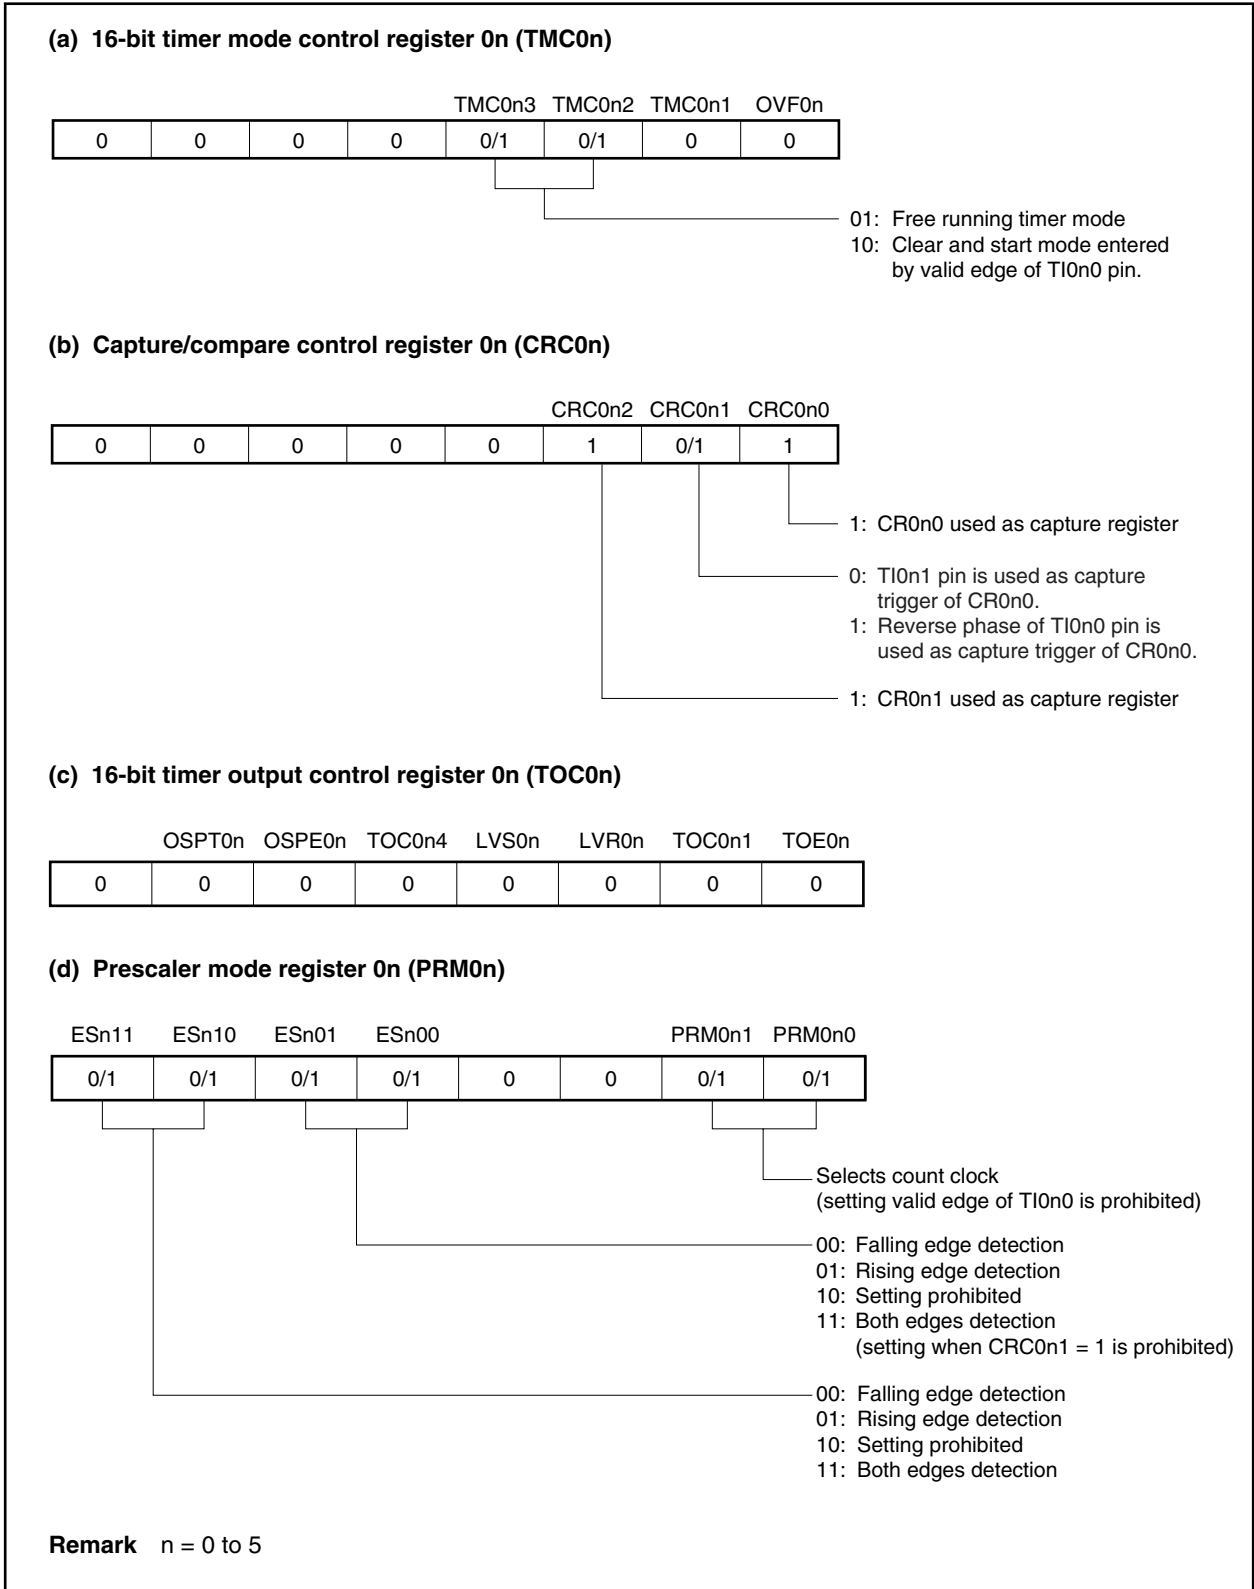 (a) 16-bit timer mode control register 0n (TMC0n)
TMC0n3 TMC0n2 TMC0n1 OVF0n
0 0 0 0 0/1 0/1 0 0
01: Free running timer mode
10: Clear and start mode entered
by valid edge of TI0n0 pin.
(b) Capture/compare control register 0n (CRC0n)
CRC0n2 CRC0n1 CRC0n0
0 0 0 0 0 1 0/1 1
1: CR0n0 used as capture register
0: TI0n1 pin is used as capture
trigger of CR0n0.
1: Reverse phase of TI0n0 pin is
used as capture trigger of CR0n0.
1: CR0n1 used as capture register
(c) 16-bit timer output control register 0n (TOC0n)
OSPT0n OSPE0n TOC0n4 LVS0n LVR0n TOC0n1 TOE0n
0 0 0 0 0 0 0 0
(d) Prescaler mode register 0n (PRM0n)
ESn11 ESn10 ESn01 ESn00 PRM0n1 PRM0n0
0/1 0/1 0/1 0/1 0 0 0/1 0/1
Selects count clock
(setting valid edge of TI0n0 is prohibited)
00: Falling edge detection
01: Rising edge detection
10: Setting prohibited
11: Both edges detection
(setting when CRC0n1 = 1 is prohibited)
00: Falling edge detection
01: Rising edge detection
10: Setting prohibited
11: Both edges detection
Remark n = 0 to 5